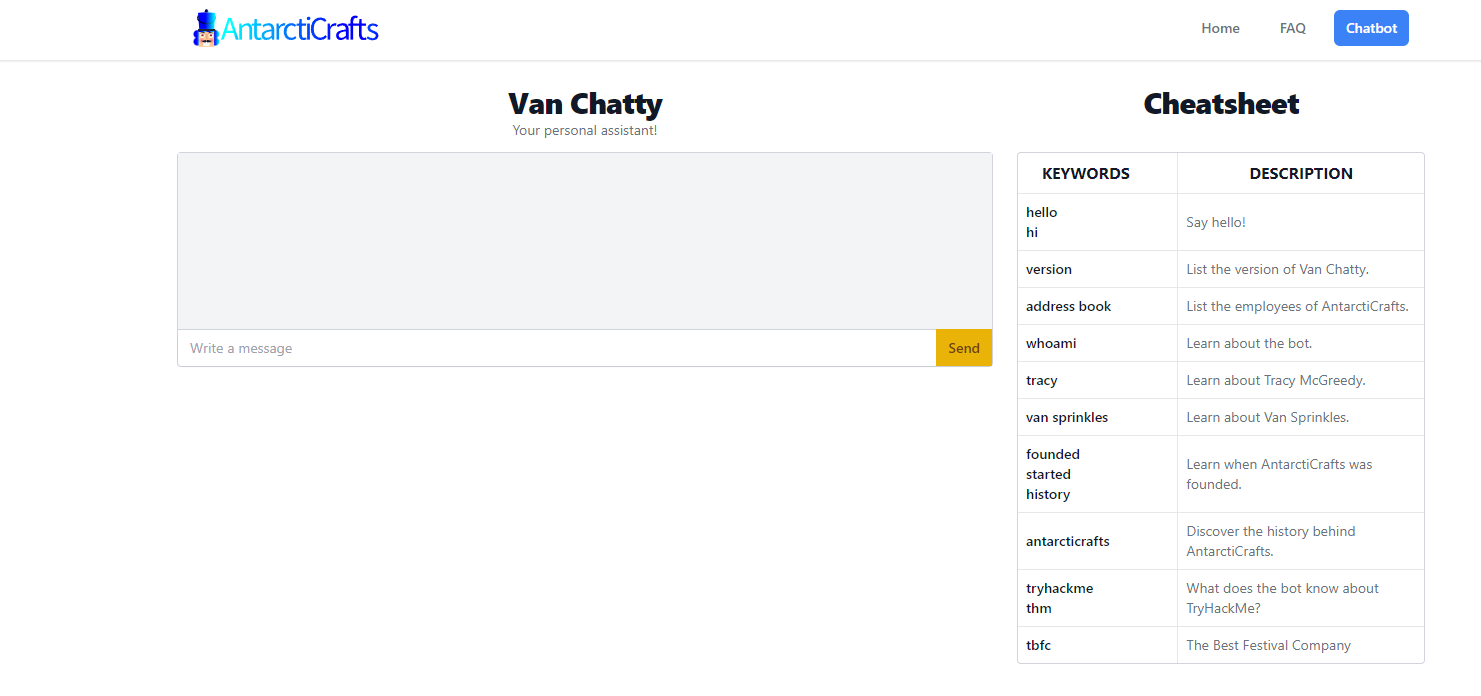 AntarctiCrafts
Home
FAQ
Chatbot
Van Chatty
Your personal assistant!
Write a message
Send
Cheatsheet
KEYWORDS
DESCRIPTION
hello
hi
Say hello!
version
List the version of Van Chatty.
address book
List the employees of AntarctiCrafts.
whoami
Learn about the bot.
tracy
Learn about Tracy McGreedy.
van sprinkles
Learn about Van Sprinkles.
founded
started
history
Learn when AntarctiCrafts was
founded.
antarcticrafts
Discover the history behind
AntarctiCrafts.
tryhackme
thm
What does the bot know about
TryHackMe?
tbfc
The Best Festival Company